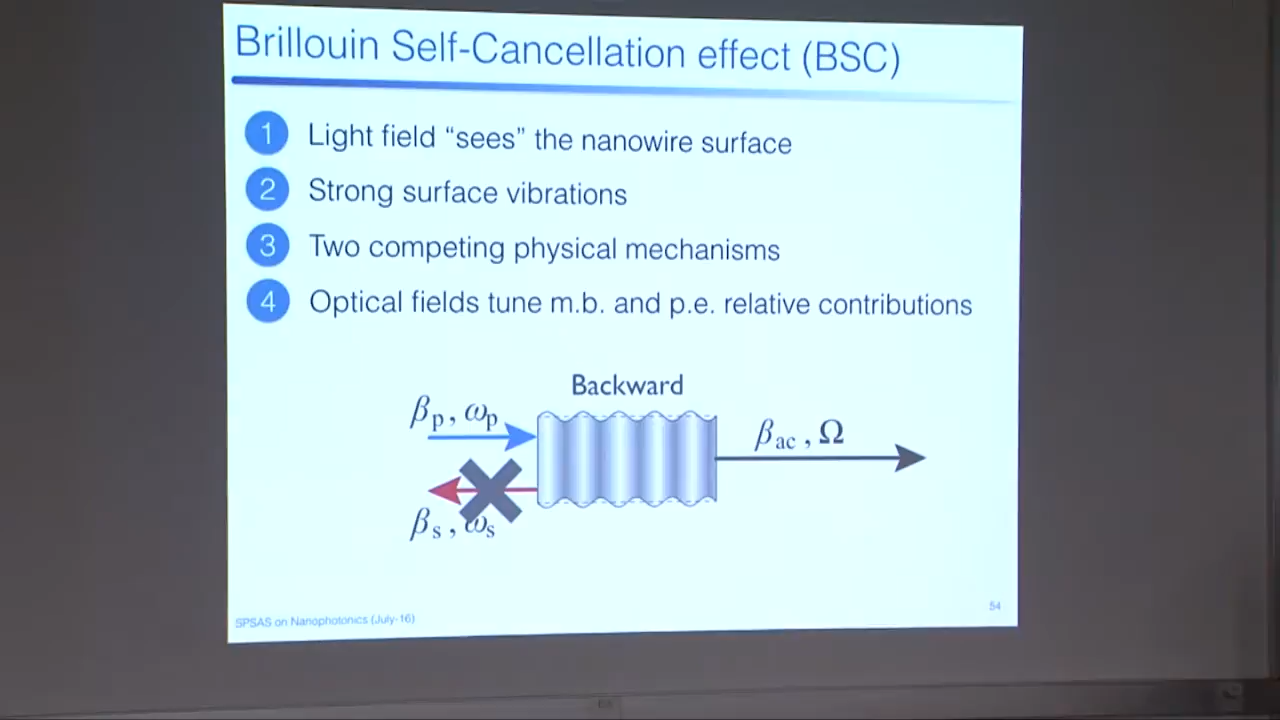 Brillouin Self-Cancellation effect (BSC)
1 Light field “sees” the nanowire surface
2 Strong surface vibrations
3 Two competing physical mechanisms
4 Optical fields tune m.b. and p.e. relative contributions
Backward
βp, ωp
βac, Ω
βs, ωs
SPSAS on Nanophotonics (July-16)
54